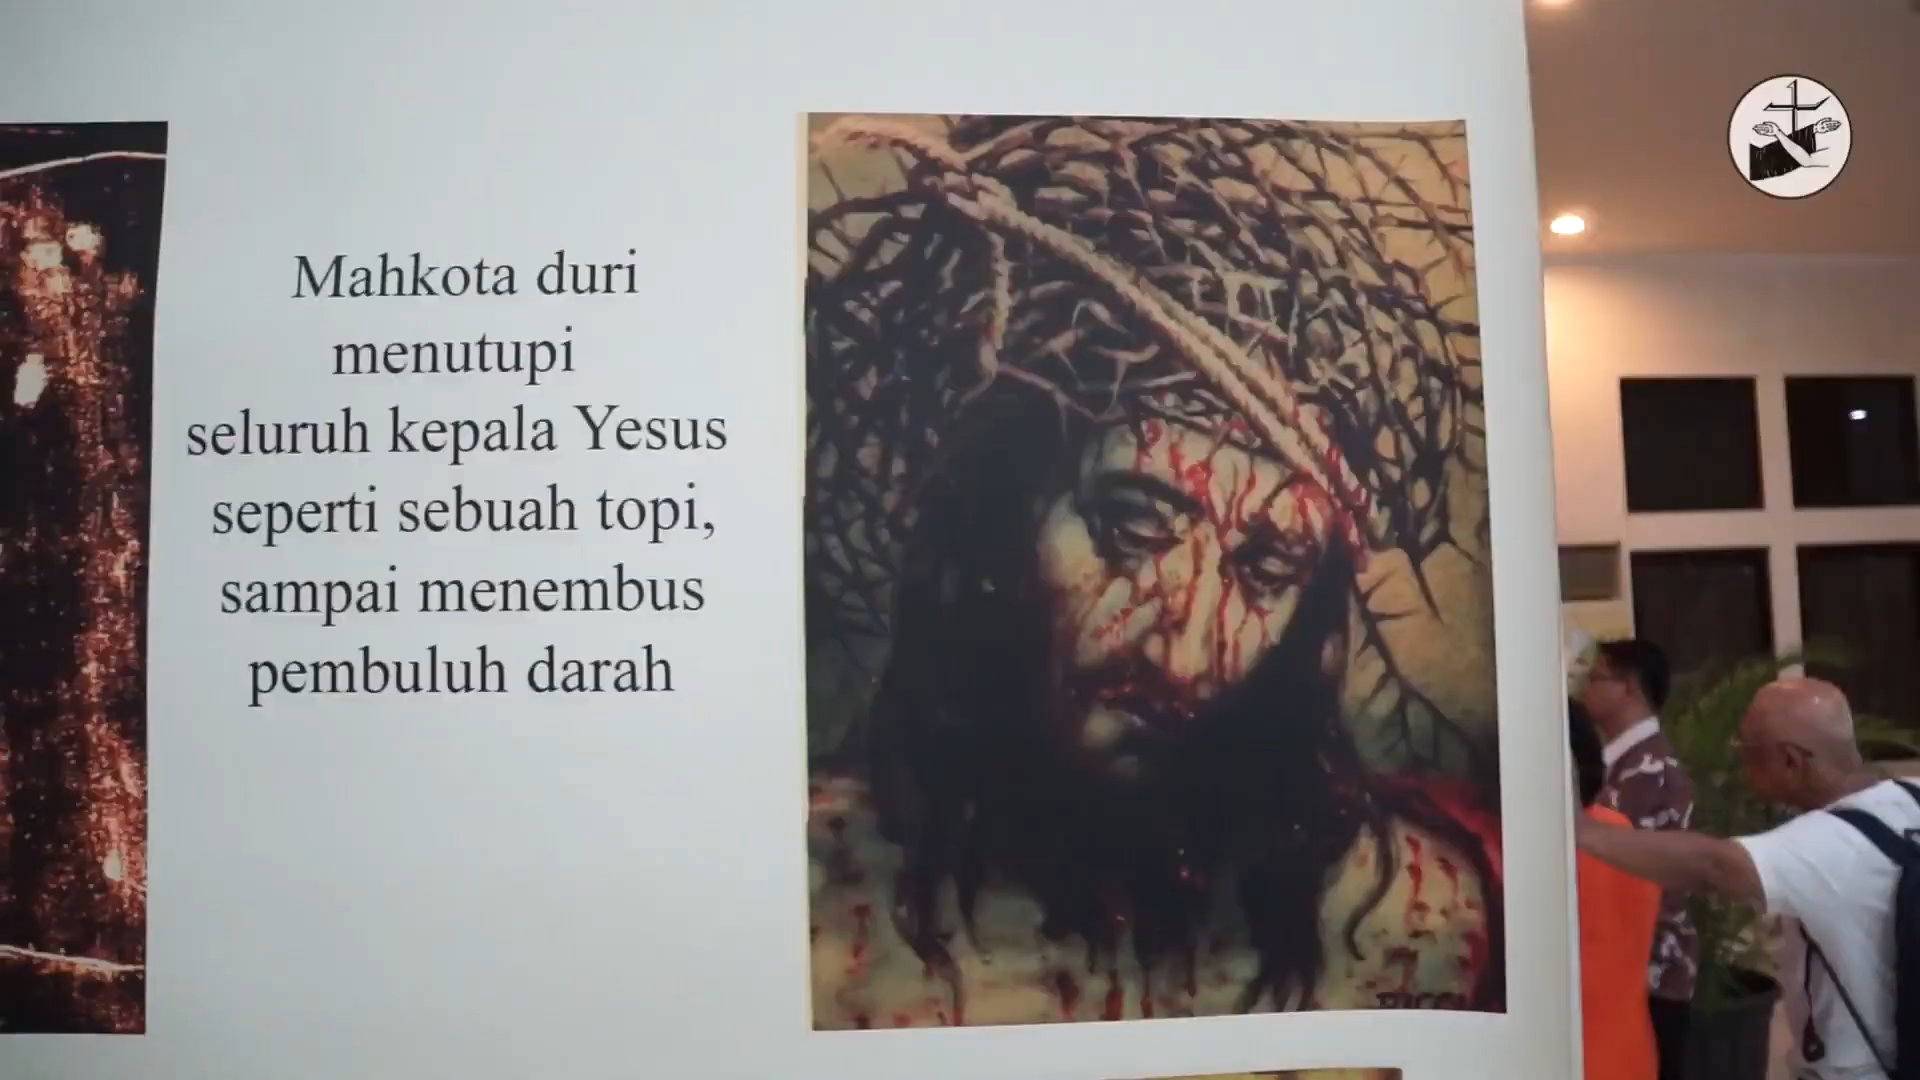 Mahkota duri
menutupi
seluruh kepala Yesus
seperti sebuah topi,
sampai menembus
pembuluh darah